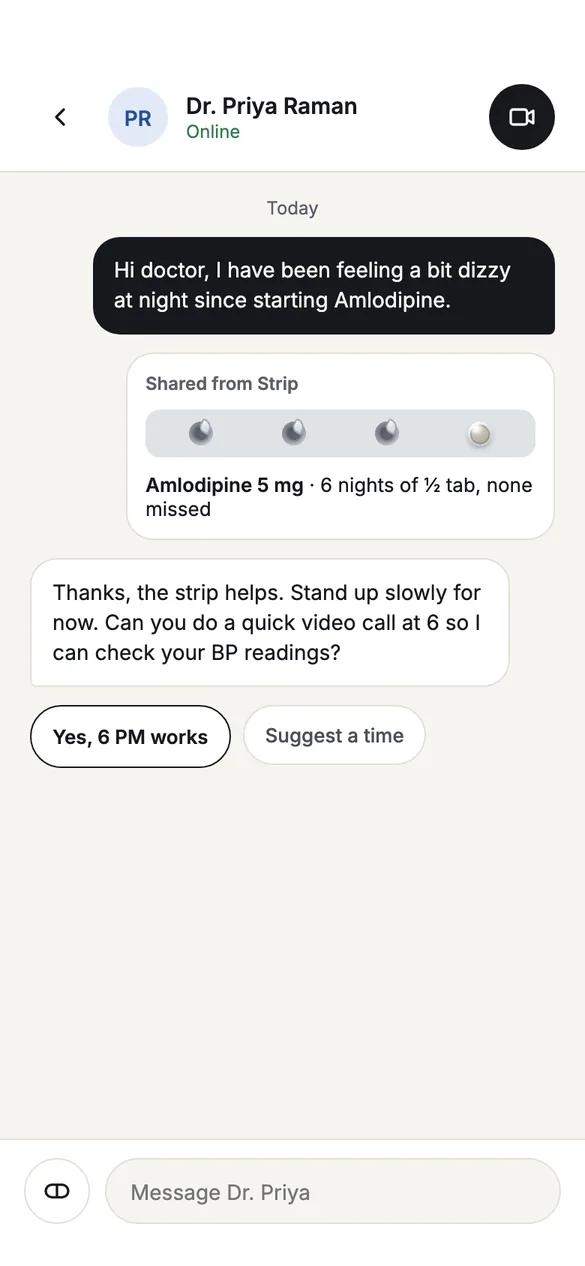 PR
Dr. Priya Raman
Online
Today
Hi doctor, I have been feeling a bit dizzy
at night since starting Amlodipine.
Shared from Strip
Amlodipine 5 mg · 6 nights of ½ tab, none
missed
Thanks, the strip helps. Stand up slowly for
now. Can you do a quick video call at 6 so I
can check your BP readings?
Yes, 6 PM works
Suggest a time
Message Dr. Priya